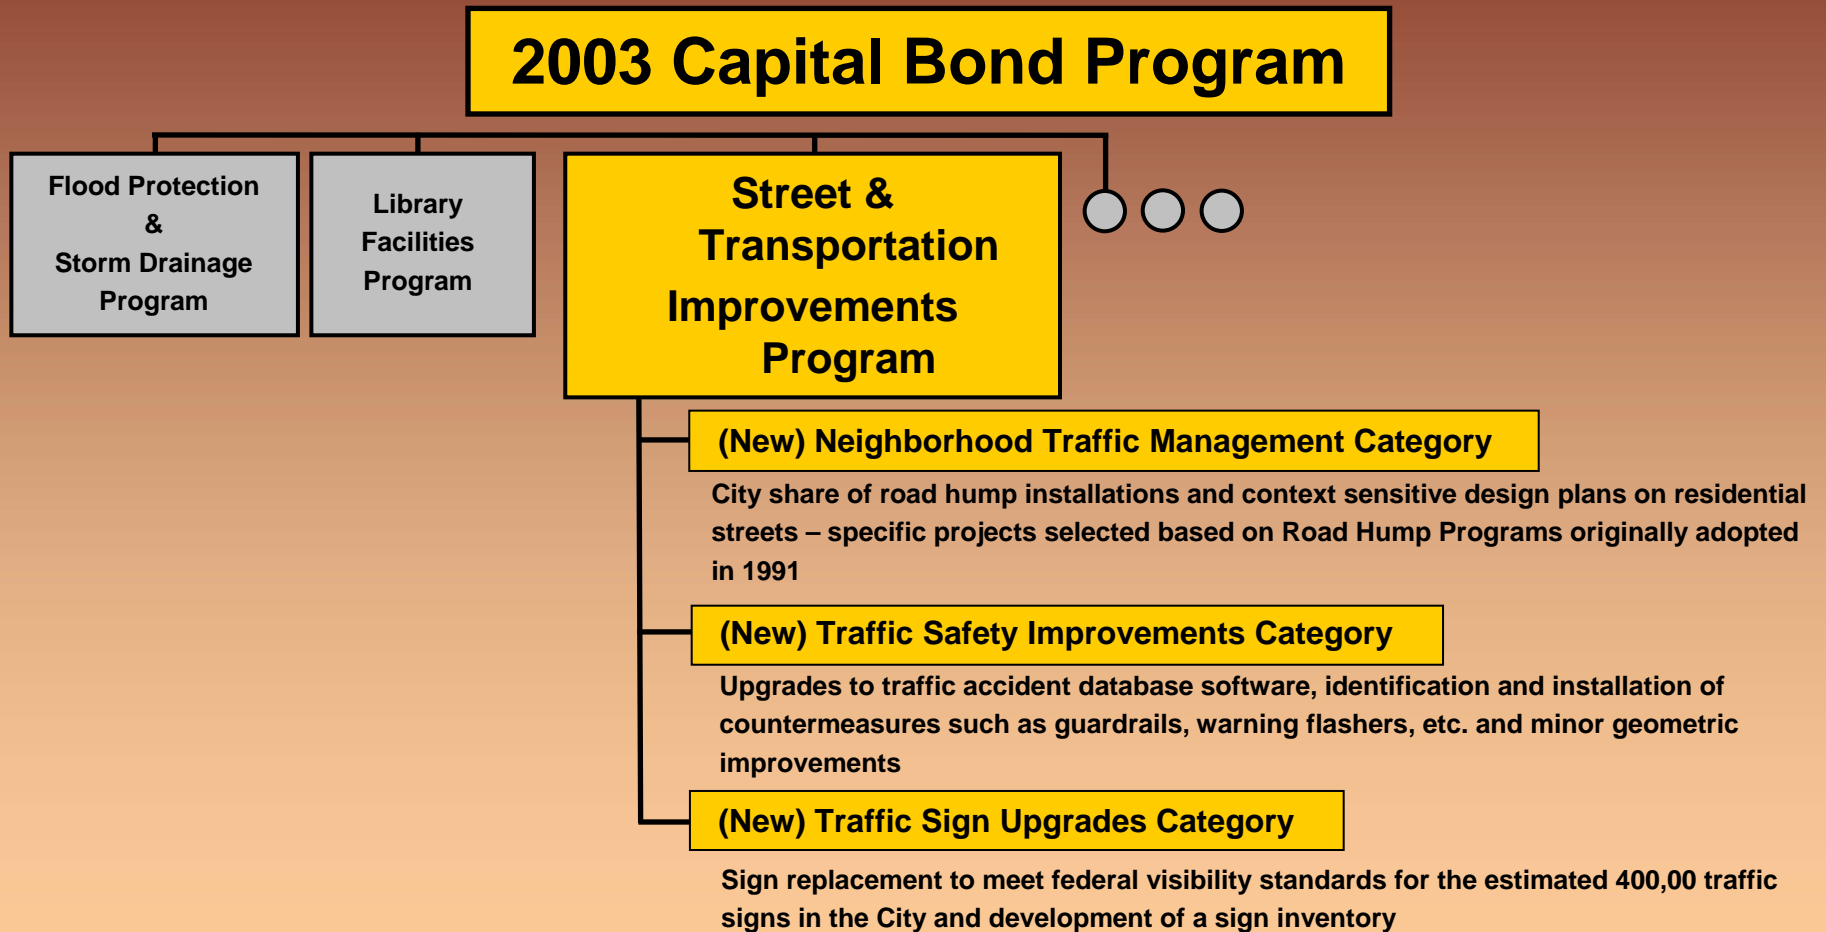 2003 Capital Bond Program
Flood Protection
&
Storm Drainage
Program
Library
Facilities
Program
Street &
Transportation
Improvements
Program
(New) Neighborhood Traffic Management Category
City share of road hump installations and context sensitive design plans on residential
streets – specific projects selected based on Road Hump Programs originally adopted
in 1991
(New) Traffic Safety Improvements Category
Upgrades to traffic accident database software, identification and installation of
countermeasures such as guardrails, warning flashers, etc. and minor geometric
improvements
(New) Traffic Sign Upgrades Category
Sign replacement to meet federal visibility standards for the estimated 400,00 traffic
signs in the City and development of a sign inventory